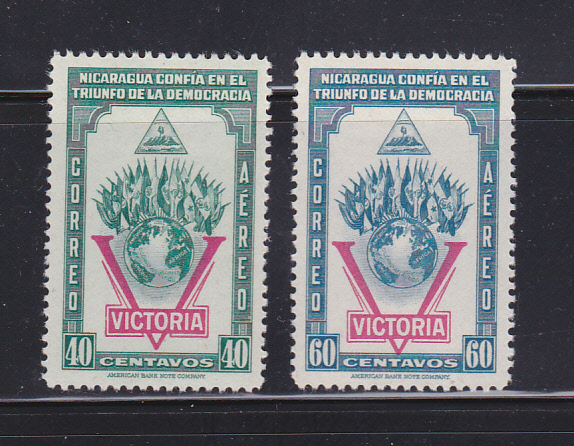 NICARAGUA CONFÍA EN EL
TRIUNFO DE LA DEMOCRACIA
CORREO
AÉREO
VICTORIA
40 CENTAVOS 40
AMERICAN BANK NOTE COMPANY.
NICARAGUA CONFÍA EN EL
TRIUNFO DE LA DEMOCRACIA
CORREO
AÉREO
VICTORIA
60 CENTAVOS 60
AMERICAN BANK NOTE COMPANY.